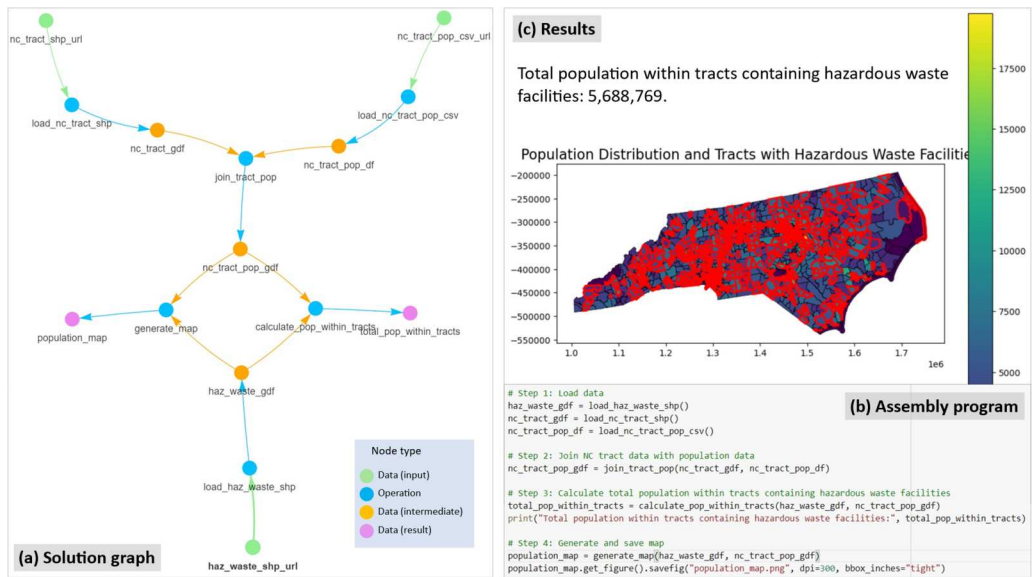 nc_tract_shp_url
nc_tract_pop_csv_url
load_nc_tract_shp
load_nc_tract_pop_csv
nc_tract_gdf
nc_tract_pop_df
join_tract_pop
nc_tract_pop_gdf
generate_map
calculate_pop_within_tracts
total_pop_within_tracts
population_map
haz_waste_gdf
load_haz_waste_shp
haz_waste_shp_url
Node type
Data (input)
Operation
Data (intermediate)
Data (result)
(a) Solution graph
(c) Results
Total population within tracts containing hazardous waste
facilities: 5,688,769.
Population Distribution and Tracts with Hazardous Waste Facilitie
−200000
−250000
−300000
−350000
−400000
−450000
−500000
−550000
1.0 1.1 1.2 1.3 1.4 1.5 1.6 1.7
1e6
17500
15000
12500
10000
7500
5000
(b) Assembly program
# Step 1: Load data
haz_waste_gdf = load_haz_waste_shp()
nc_tract_gdf = load_nc_tract_shp()
nc_tract_pop_df = load_nc_tract_pop_csv()
# Step 2: Join NC tract data with population data
nc_tract_pop_gdf = join_tract_pop(nc_tract_gdf, nc_tract_pop_df)
# Step 3: Calculate total population within tracts containing hazardous waste facilities
total_pop_within_tracts = calculate_pop_within_tracts(haz_waste_gdf, nc_tract_pop_gdf)
print("Total population within tracts containing hazardous waste facilities:", total_pop_within_tracts)
# Step 4: Generate and save map
population_map = generate_map(haz_waste_gdf, nc_tract_pop_gdf)
population_map.get_figure().savefig("population_map.png", dpi=300, bbox_inches="tight")